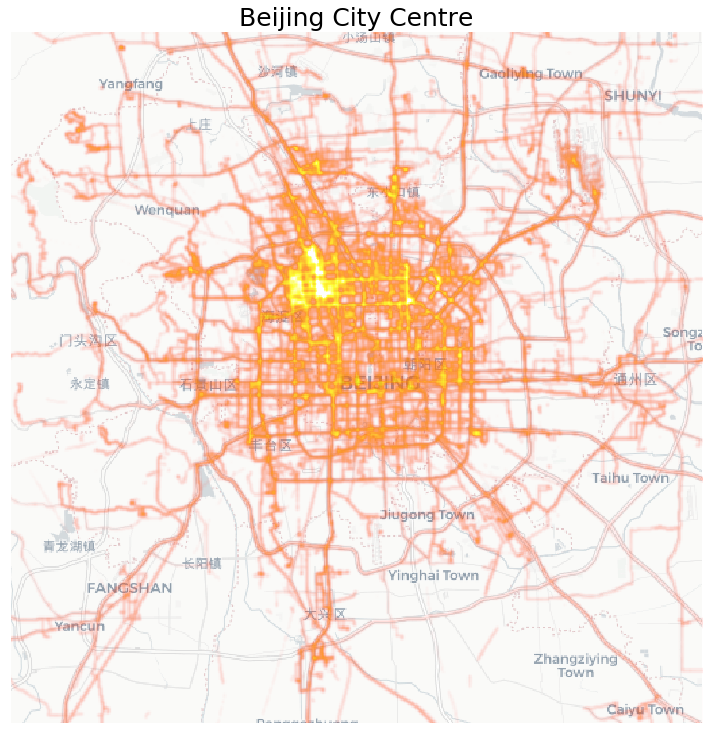 Beijing City Centre
小汤山镇
沙河镇
Gaoliying Town
Yangfang
SHUNYI
上庄
东小口镇
Wenquan
海淀区
门头沟区
Songz
To
朝阳区
永定镇
石景山区
BEIJING
通州区
丰台区
Taihu Town
Jiugong Town
青龙湖镇
长阳镇
Yinghai Town
FANGSHAN
大兴区
Yancun
Zhangziying
Town
Caiyu Town